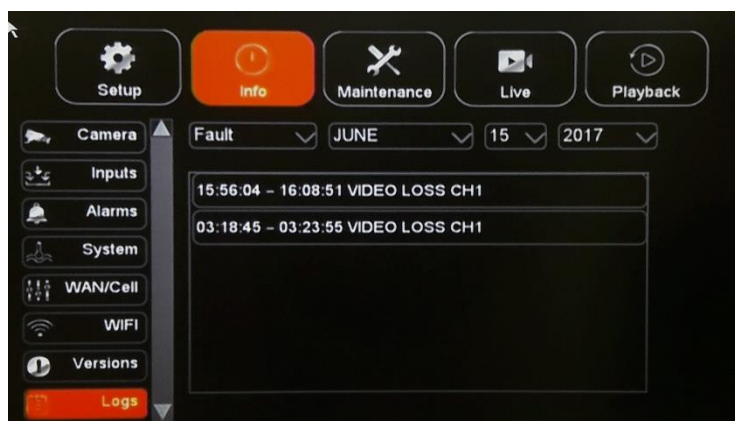 Setup Info Maintenance Live Playback
Camera Fault JUNE 15 2017
Inputs
15:56:04 – 16:08:51 VIDEO LOSS CH1
Alarms
03:18:45 – 03:23:55 VIDEO LOSS CH1
System
WAN/Cell
WIFI
Versions
Logs